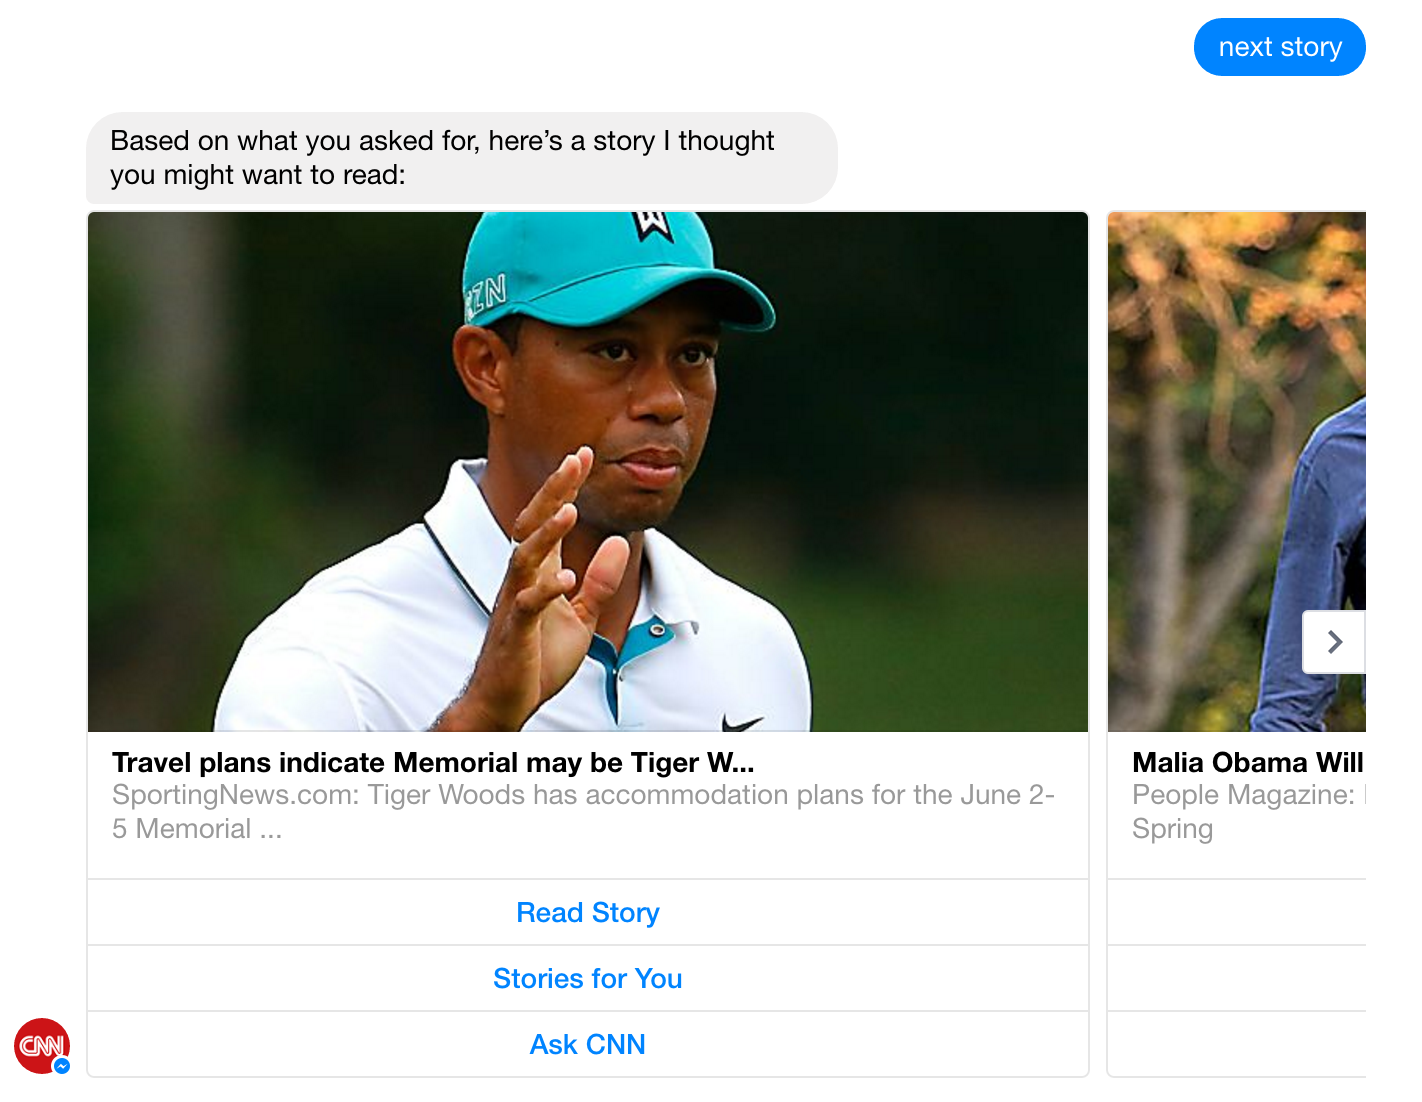 next story
Based on what you asked for, here’s a story I thought
you might want to read:
W
ZN
Travel plans indicate Memorial may be Tiger W...
SportingNews.com: Tiger Woods has accommodation plans for the June 2-
5 Memorial ...
Malia Obama Will
People Magazine:
Spring
Read Story
Stories for You
Ask CNN
CNN